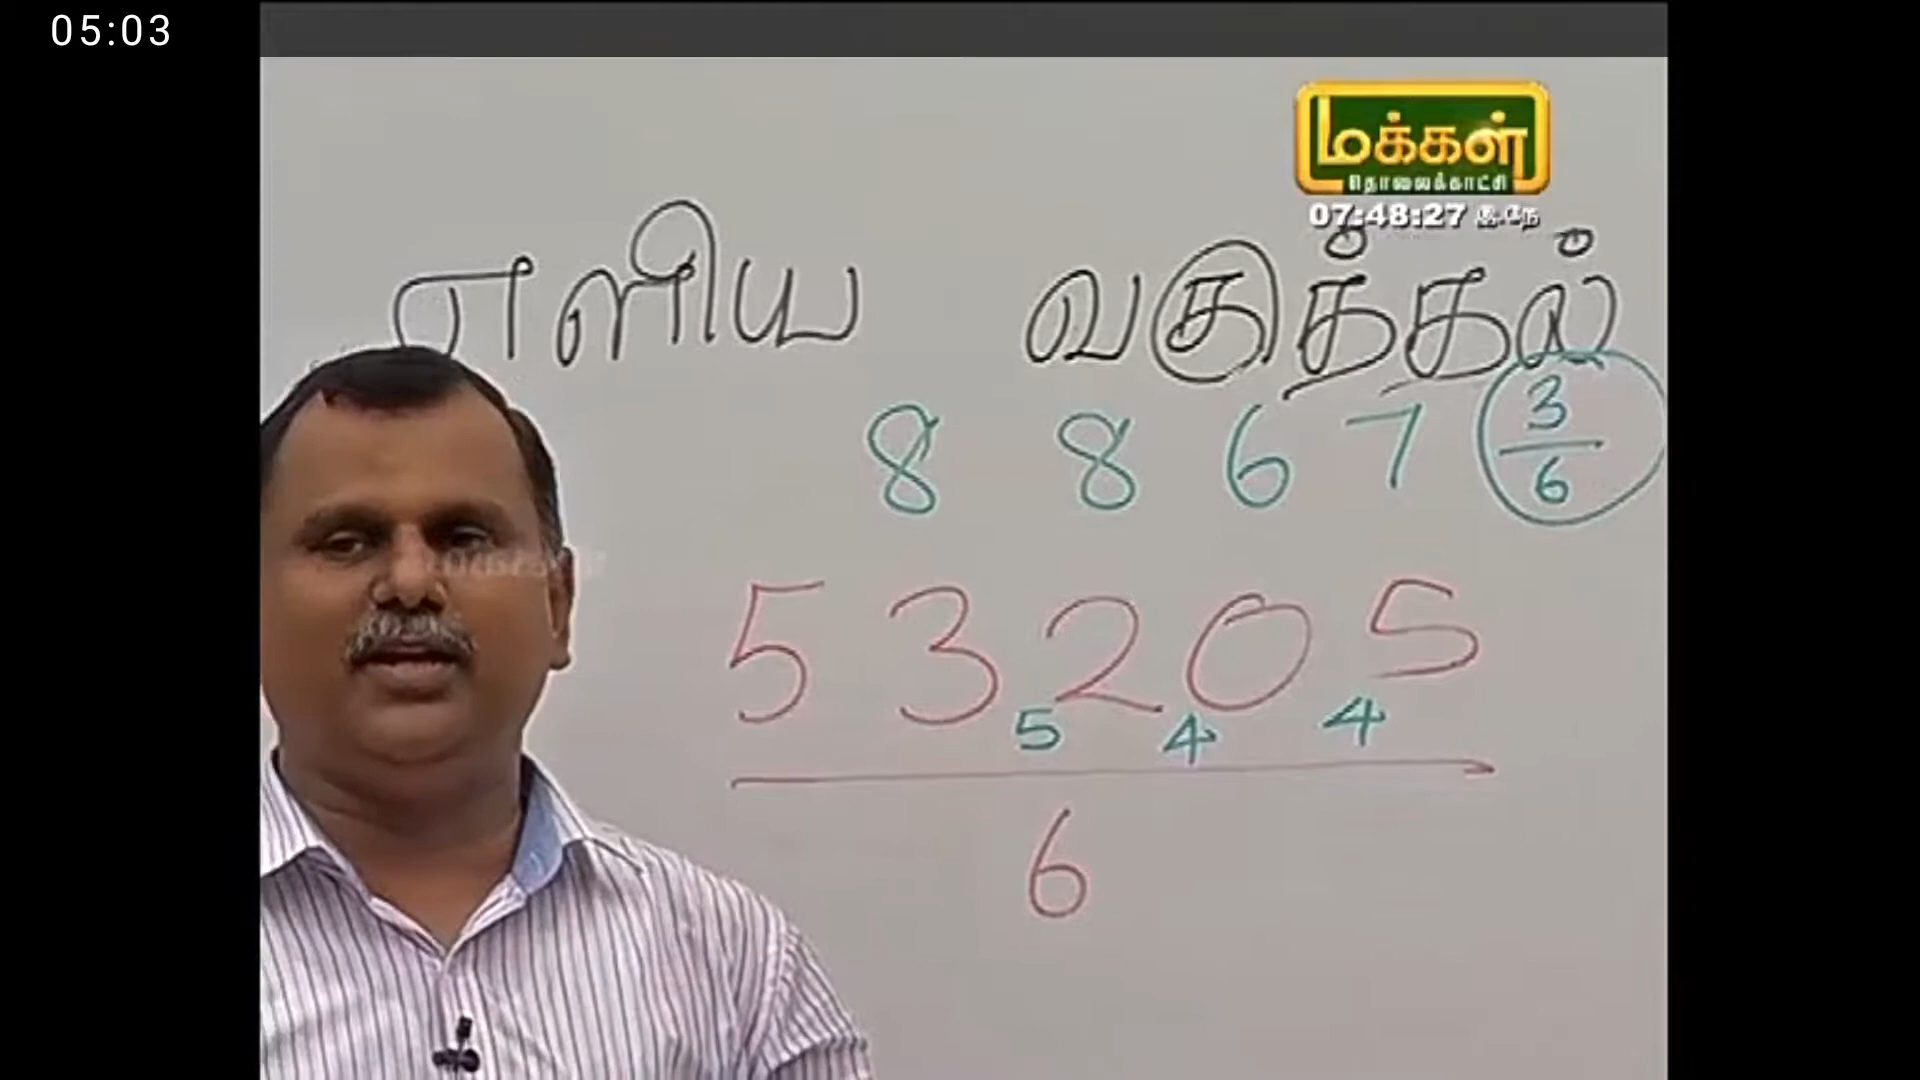 05:03
மக்கள்
தொலைக்காட்சி
07:48:27 இ.நே
எளிய வகுத்தல்
8 8 6 7 3/6
5 3 2 0 5
5 4 4
6